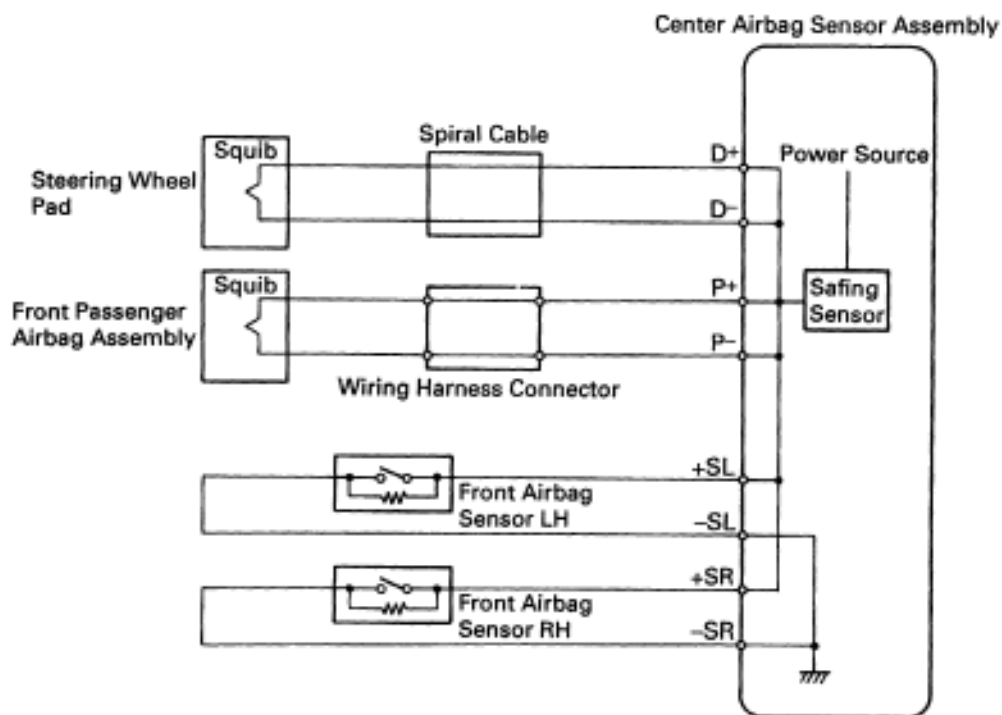 Center Airbag Sensor Assembly
Squib
Spiral Cable
D+
Power Source
Steering Wheel
Pad
D−
Squib
P+
Safing
Sensor
Front Passenger
Airbag Assembly
P−
Wiring Harness Connector
+SL
Front Airbag
Sensor LH
−SL
+SR
Front Airbag
Sensor RH
−SR